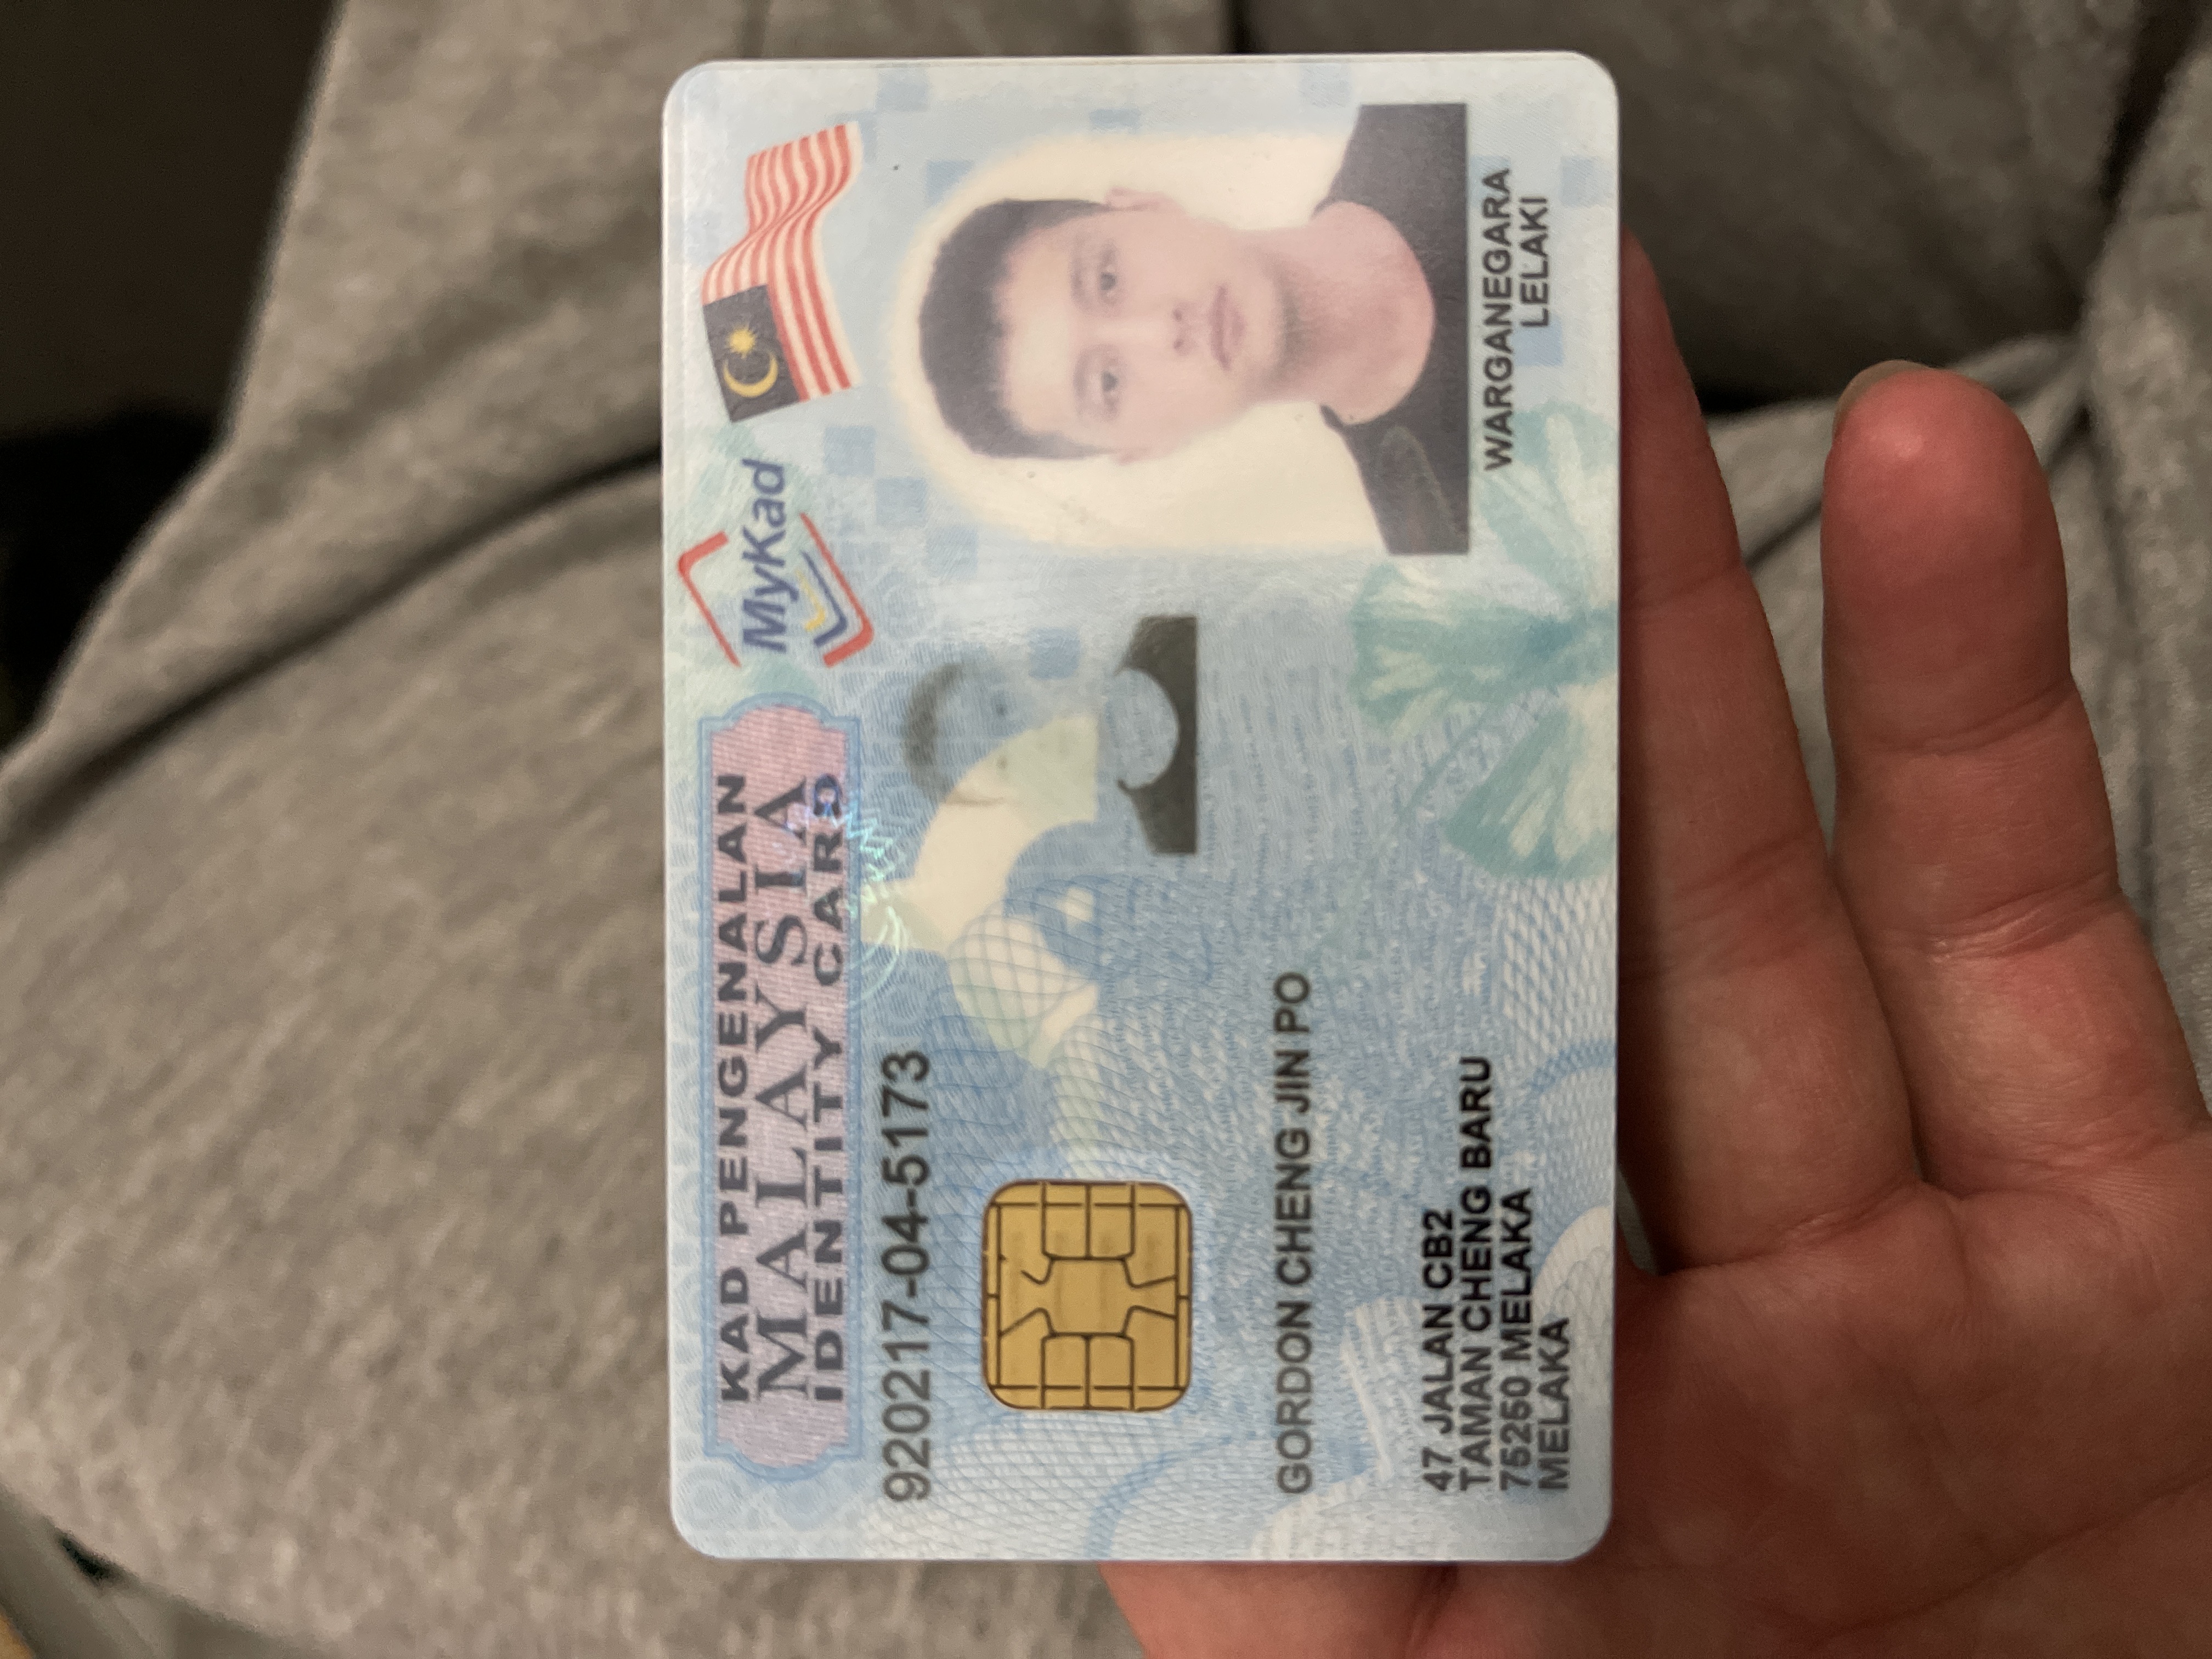 KAD PENGENALAN
MALAYSIA
IDENTITY CARD
MyKad
920217-04-5173
GORDON CHENG JIN PO
47 JALAN CB2
TAMAN CHENG BARU
75250 MELAKA
MELAKA
WARGANEGARA
LELAKI